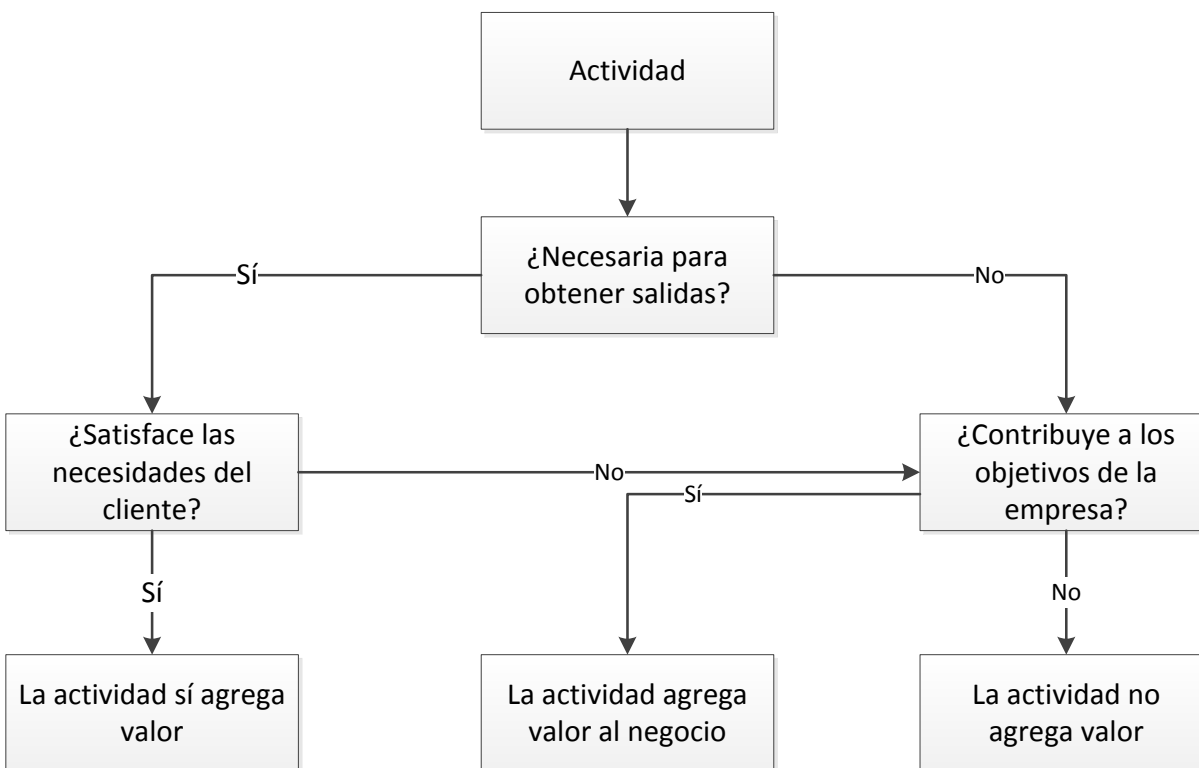 Actividad
¿Necesaria para
obtener salidas?
Sí
No
¿Satisface las
necesidades del
cliente?
No
Sí
¿Contribuye a los
objetivos de la
empresa?
Sí
No
La actividad sí agrega
valor
La actividad agrega
valor al negocio
La actividad no
agrega valor